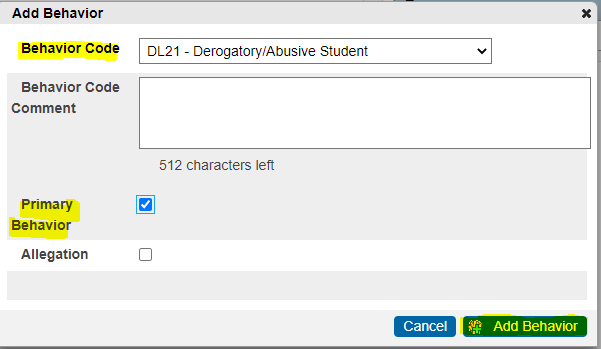 Add Behavior
Behavior Code DL21 - Derogatory/Abusive Student
Behavior Code
Comment
512 characters left
Primary
Behavior
Allegation
Cancel Add Behavior